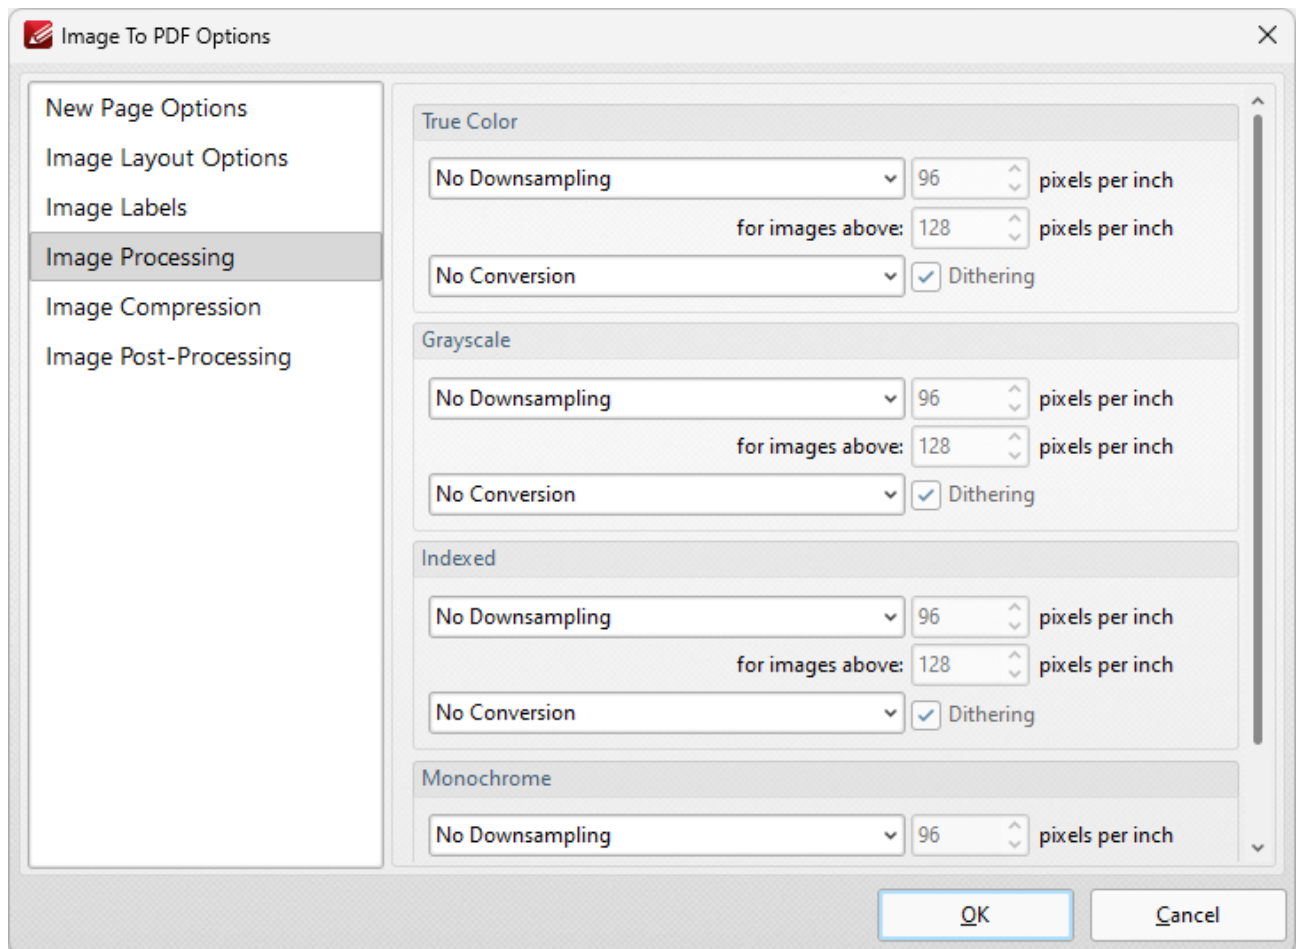 Image To PDF Options
New Page Options
Image Layout Options
Image Labels
Image Processing
Image Compression
Image Post-Processing
True Color
No Downsampling 96 pixels per inch
for images above: 128 pixels per inch
No Conversion Dithering
Grayscale
No Downsampling 96 pixels per inch
for images above: 128 pixels per inch
No Conversion Dithering
Indexed
No Downsampling 96 pixels per inch
for images above: 128 pixels per inch
No Conversion Dithering
Monochrome
No Downsampling 96 pixels per inch
OK Cancel